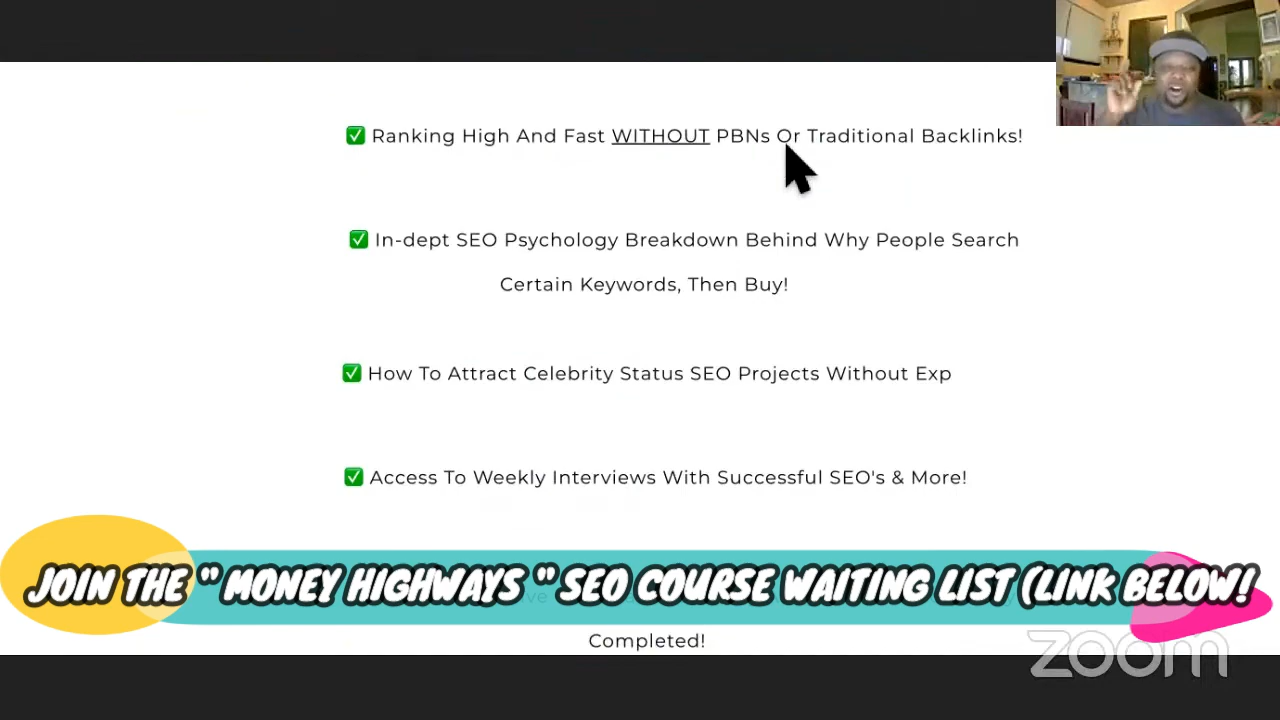 ✅ Ranking High And Fast WITHOUT PBNs Or Traditional Backlinks!
✅ In-dept SEO Psychology Breakdown Behind Why People Search
Certain Keywords, Then Buy!
✅ How To Attract Celebrity Status SEO Projects Without Exp
✅ Access To Weekly Interviews With Successful SEO's & More!
JOIN THE " MONEY HIGHWAYS " SEO COURSE WAITING LIST (LINK BELOW!
Completed!
zoom